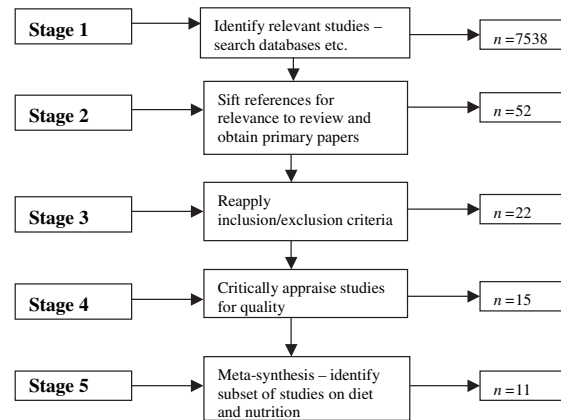 Stage 1
Identify relevant studies –
search databases etc.
n=7538
Stage 2
Sift references for
relevance to review and
obtain primary papers
n=52
Stage 3
Reapply
inclusion/exclusion criteria
n=22
Stage 4
Critically appraise studies
for quality
n=15
Stage 5
Meta-synthesis – identify
subset of studies on diet
and nutrition
n=11